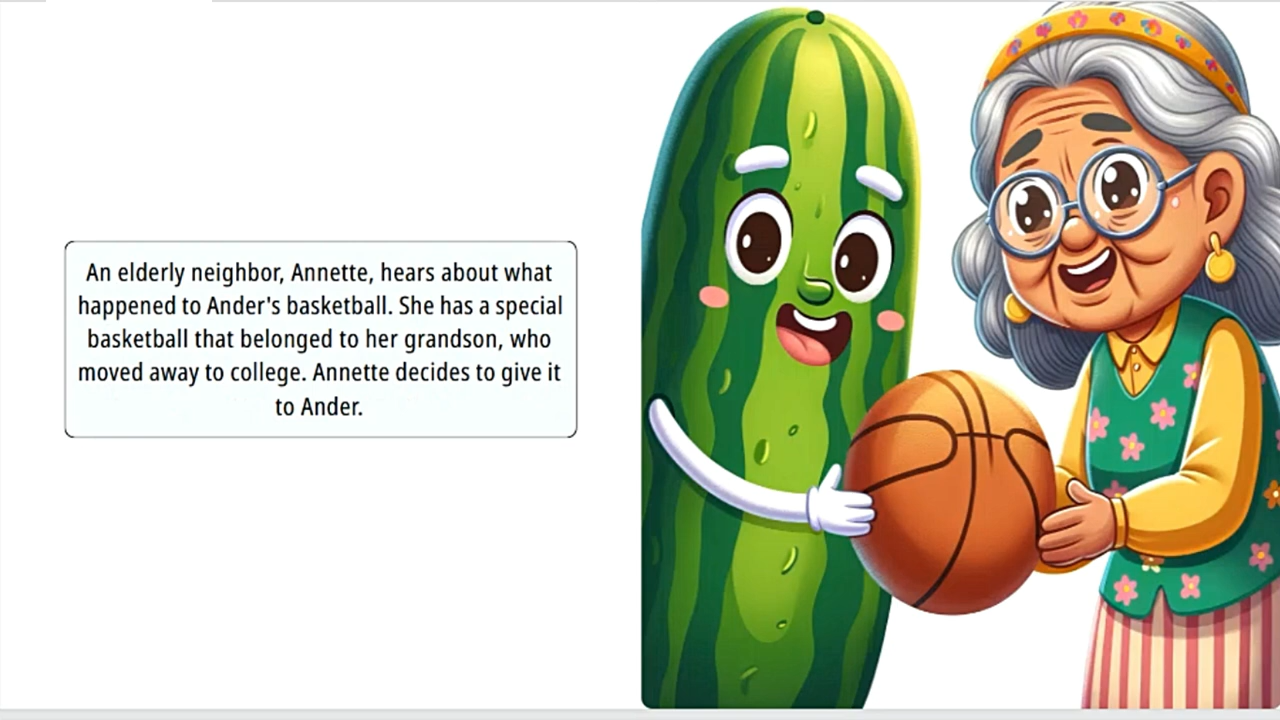 An elderly neighbor, Annette, hears about what
happened to Ander's basketball. She has a special
basketball that belonged to her grandson, who
moved away to college. Annette decides to give it
to Ander.